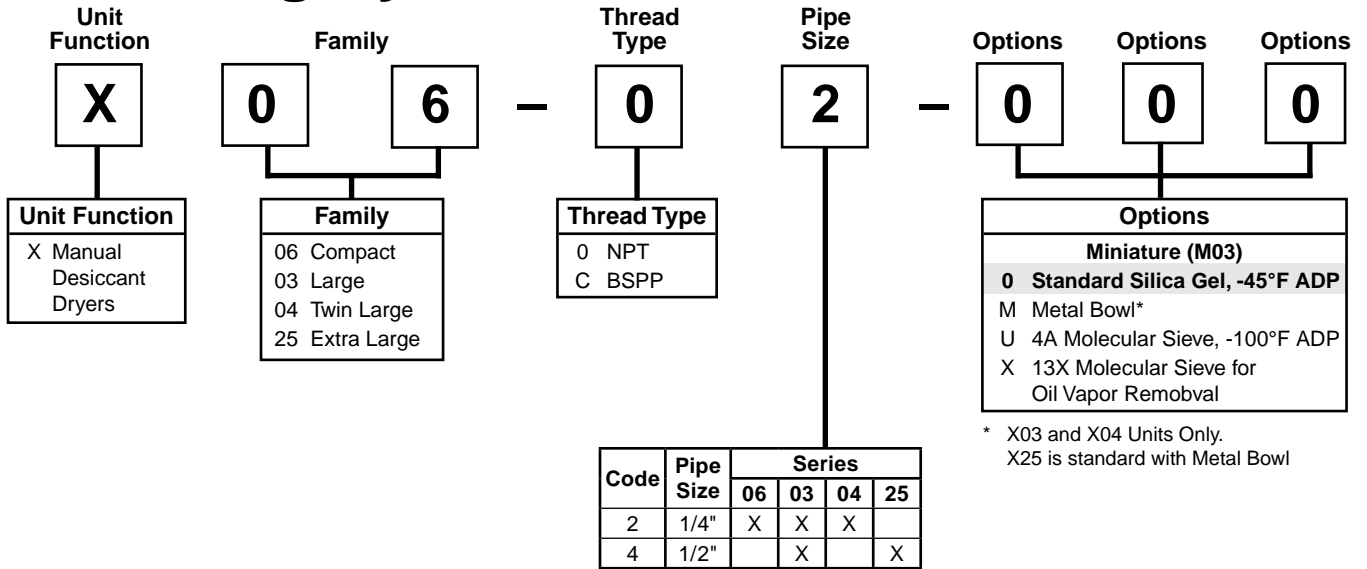 Unit Function Family Thread Type Pipe Size Options Options Options
X 0 6 – 0 2 – 0 0 0
Unit Function
X Manual
Desiccant
Dryers
Family
06 Compact
03 Large
04 Twin Large
25 Extra Large
Thread Type
0 NPT
C BSPP
Options
Miniature (M03)
0 Standard Silica Gel, -45°F ADP
M Metal Bowl*
U 4A Molecular Sieve, -100°F ADP
X 13X Molecular Sieve for
Oil Vapor Remobval
* X03 and X04 Units Only.
X25 is standard with Metal Bowl
Code Pipe Size Series
06 03 04 25
2 1/4" X X X
4 1/2" X X